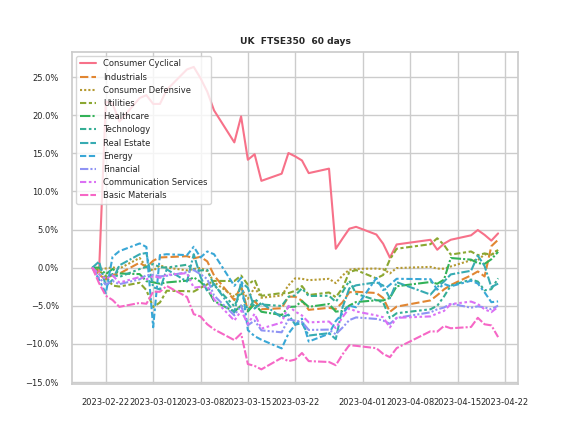 UK FTSE350 60 days
Consumer Cyclical
Industrials
Consumer Defensive
Utilities
Healthcare
Technology
Real Estate
Energy
Financial
Communication Services
Basic Materials
25.0%
20.0%
15.0%
10.0%
5.0%
0.0%
−5.0%
−10.0%
−15.0%
2023-02-22 2023-03-01 2023-03-08 2023-03-15 2023-03-22 2023-04-01 2023-04-08 2023-04-15 2023-04-22